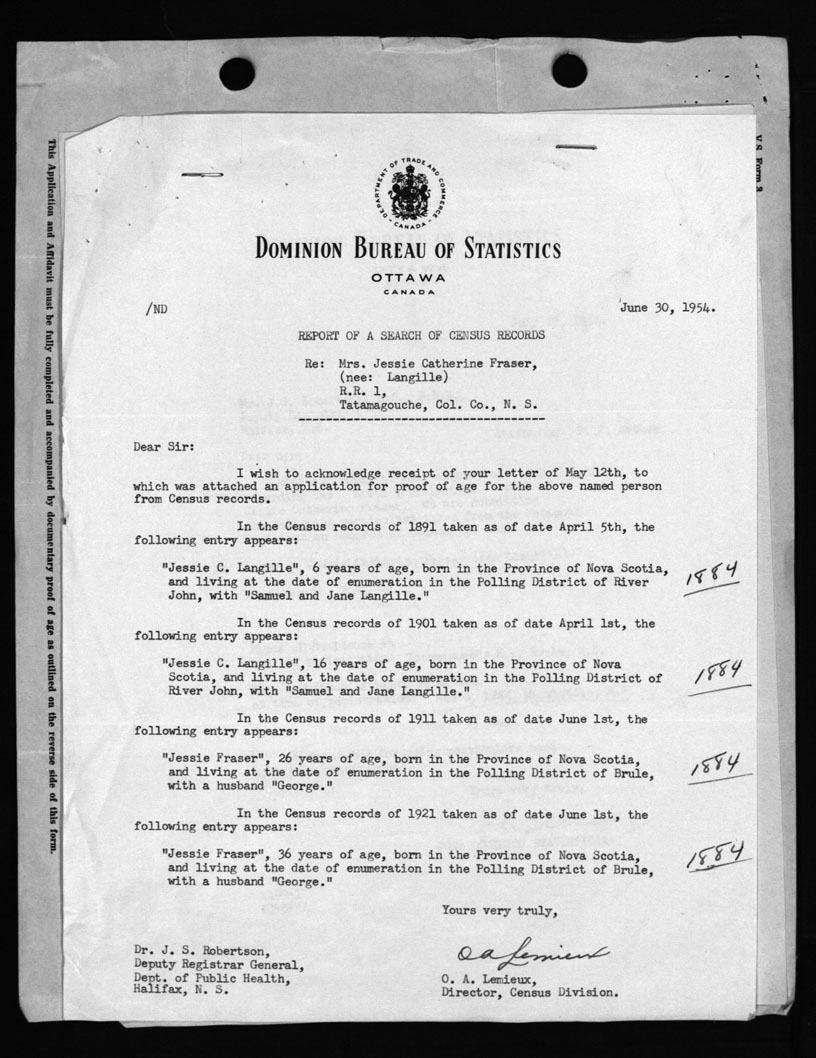 DEPARTMENT OF TRADE AND COMMERCE
- CANADA -
DOMINION BUREAU OF STATISTICS
OTTAWA
CANADA
/ND June 30, 1954.
REPORT OF A SEARCH OF CENSUS RECORDS
Re: Mrs. Jessie Catherine Fraser,
(nee: Langille)
R.R. 1,
Tatamagouche, Col. Co., N. S.
Dear Sir:
I wish to acknowledge receipt of your letter of May 12th, to
which was attached an application for proof of age for the above named person
from Census records.
In the Census records of 1891 taken as of date April 5th, the
following entry appears:
"Jessie C. Langille", 6 years of age, born in the Province of Nova Scotia,
and living at the date of enumeration in the Polling District of River
John, with "Samuel and Jane Langille."
1884
In the Census records of 1901 taken as of date April 1st, the
following entry appears:
"Jessie C. Langille", 16 years of age, born in the Province of Nova
Scotia, and living at the date of enumeration in the Polling District of
River John, with "Samuel and Jane Langille."
1884
In the Census records of 1911 taken as of date June 1st, the
following entry appears:
"Jessie Fraser", 26 years of age, born in the Province of Nova Scotia,
and living at the date of enumeration in the Polling District of Brule,
with a husband "George."
1884
In the Census records of 1921 taken as of date June 1st, the
following entry appears:
"Jessie Fraser", 36 years of age, born in the Province of Nova Scotia,
and living at the date of enumeration in the Polling District of Brule,
with a husband "George."
1884
Yours very truly,
O A Lemieux
O. A. Lemieux,
Director, Census Division.
Dr. J. S. Robertson,
Deputy Registrar General,
Dept. of Public Health,
Halifax, N. S.
This Application and Affidavit must be fully completed and accompanied by documentary proof of age as outlined on the reverse side of this form.
V.S. Form 3